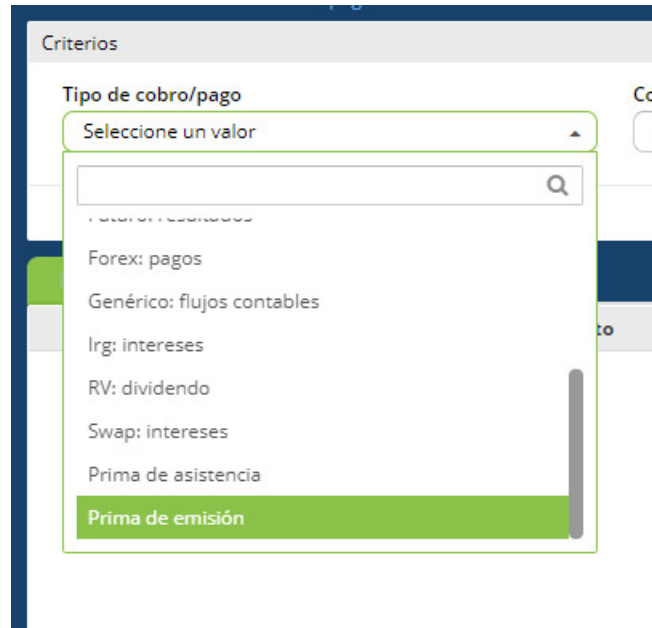 Criterios
Tipo de cobro/pago
Seleccione un valor
Forex: pagos
Genérico: flujos contables
Irg: intereses
RV: dividendo
Swap: intereses
Prima de asistencia
Prima de emisión